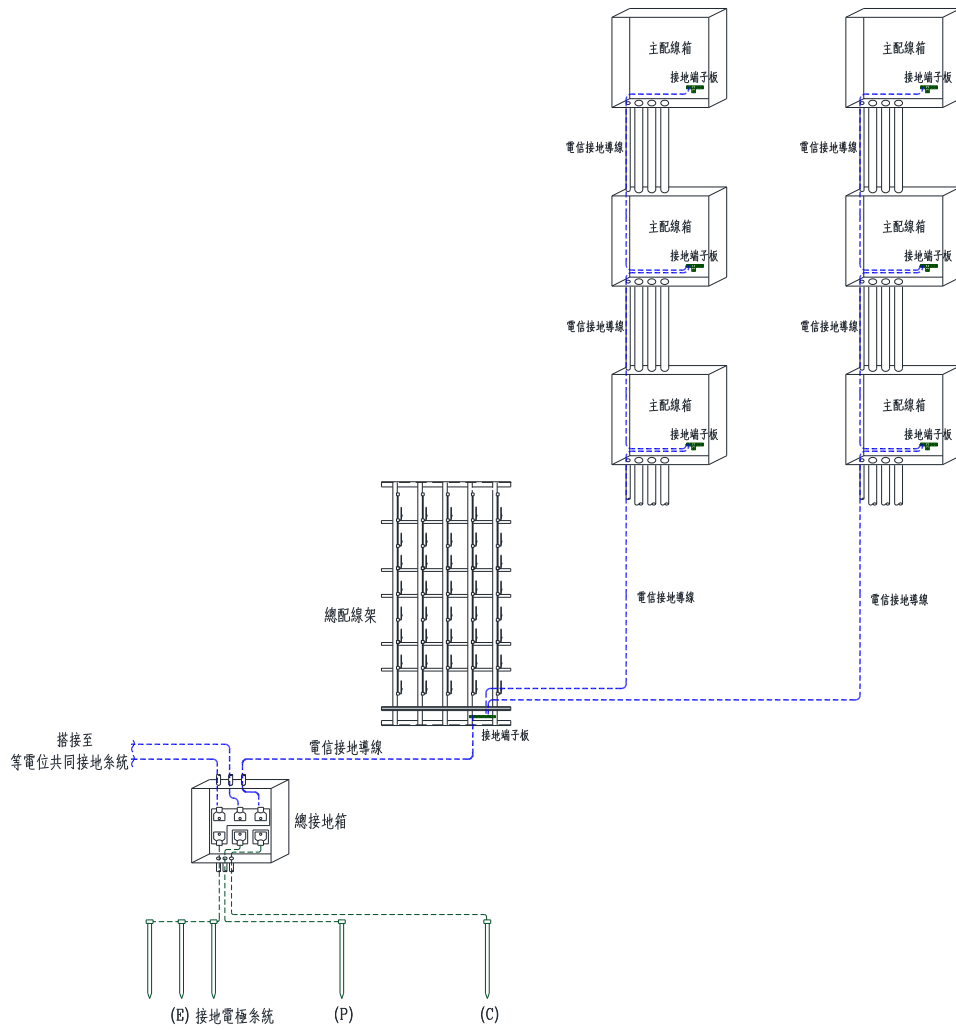 主配線箱
主配線箱
接地端子板
接地端子板
電信接地導線
電信接地導線
主配線箱
主配線箱
接地端子板
接地端子板
電信接地導線
電信接地導線
主配線箱
主配線箱
接地端子板
接地端子板
電信接地導線
電信接地導線
總配線架
接地端子板
搭接至
等電位共同接地系統
電信接地導線
總接地箱
(E) 接地電極系統
(P)
(C)